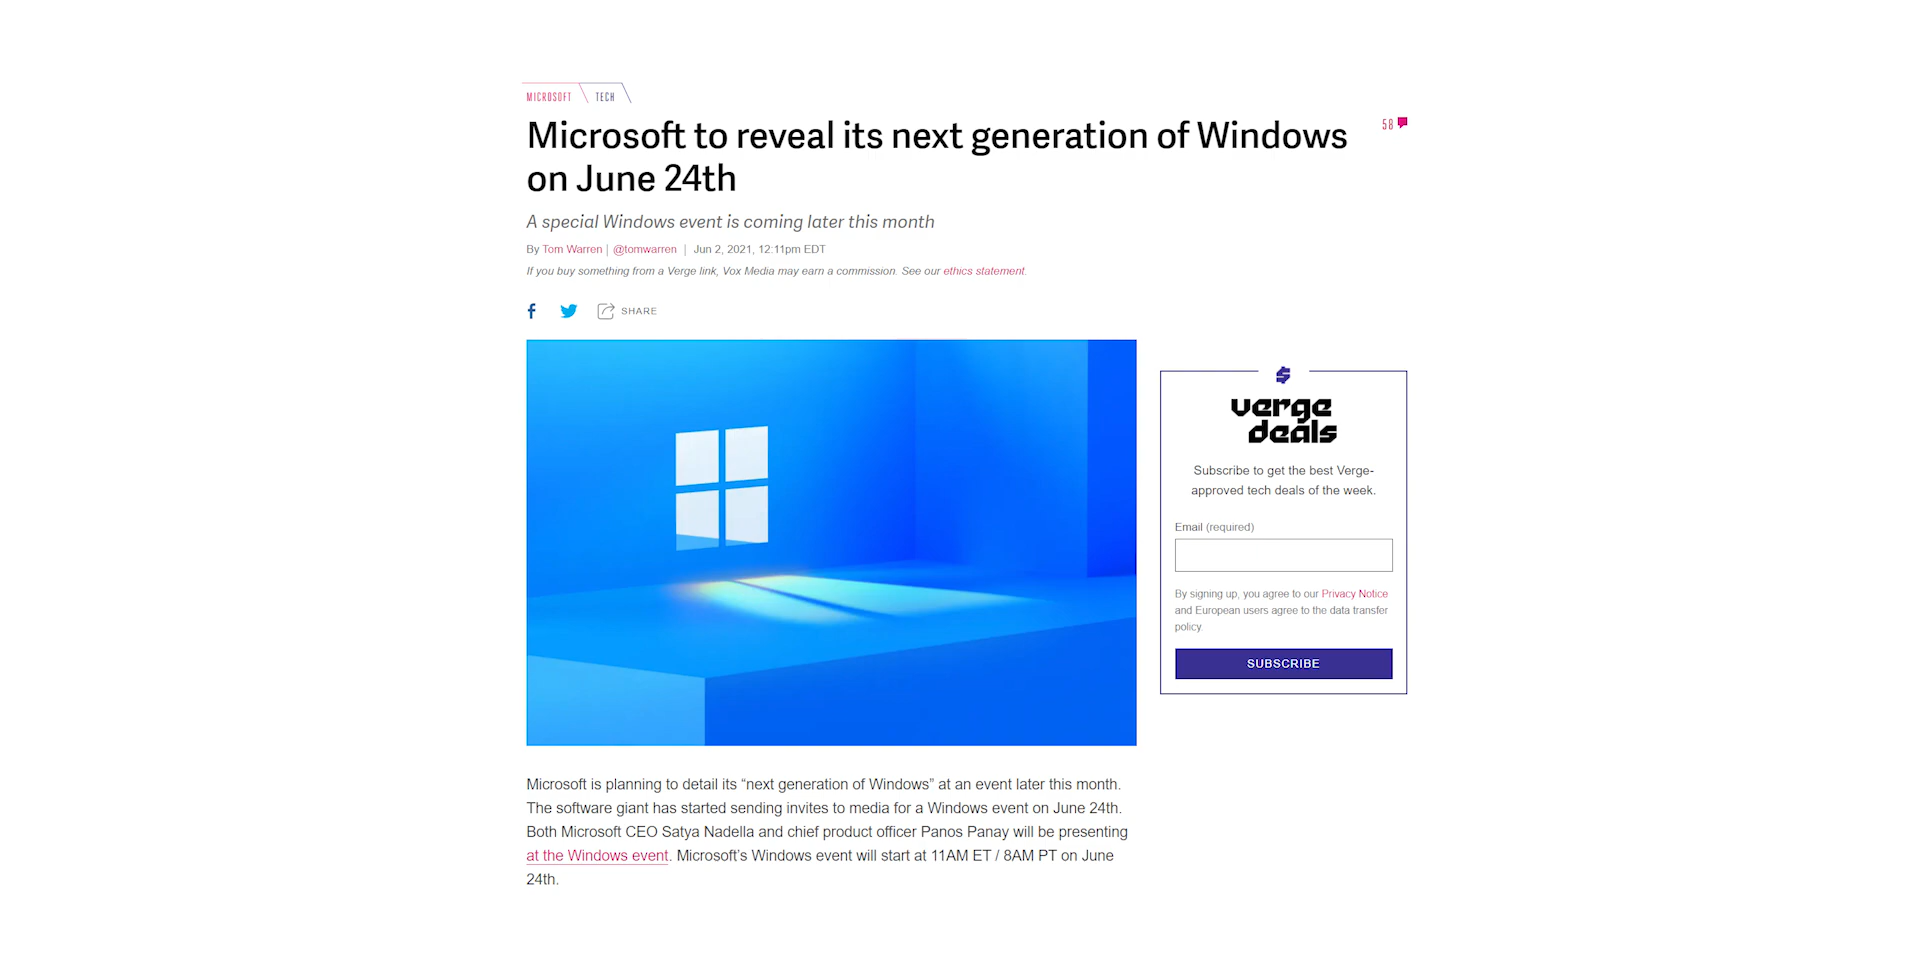 MICROSOFT TECH
Microsoft to reveal its next generation of Windows
on June 24th
58
A special Windows event is coming later this month
By Tom Warren | @tomwarren | Jun 2, 2021, 12:11pm EDT
If you buy something from a Verge link, Vox Media may earn a commission. See our ethics statement.
SHARE
verge
deals
Subscribe to get the best Verge-
approved tech deals of the week.
Email (required)
By signing up, you agree to our Privacy Notice
and European users agree to the data transfer
policy.
SUBSCRIBE
Microsoft is planning to detail its “next generation of Windows” at an event later this month.
The software giant has started sending invites to media for a Windows event on June 24th.
Both Microsoft CEO Satya Nadella and chief product officer Panos Panay will be presenting
at the Windows event. Microsoft’s Windows event will start at 11AM ET / 8AM PT on June
24th.